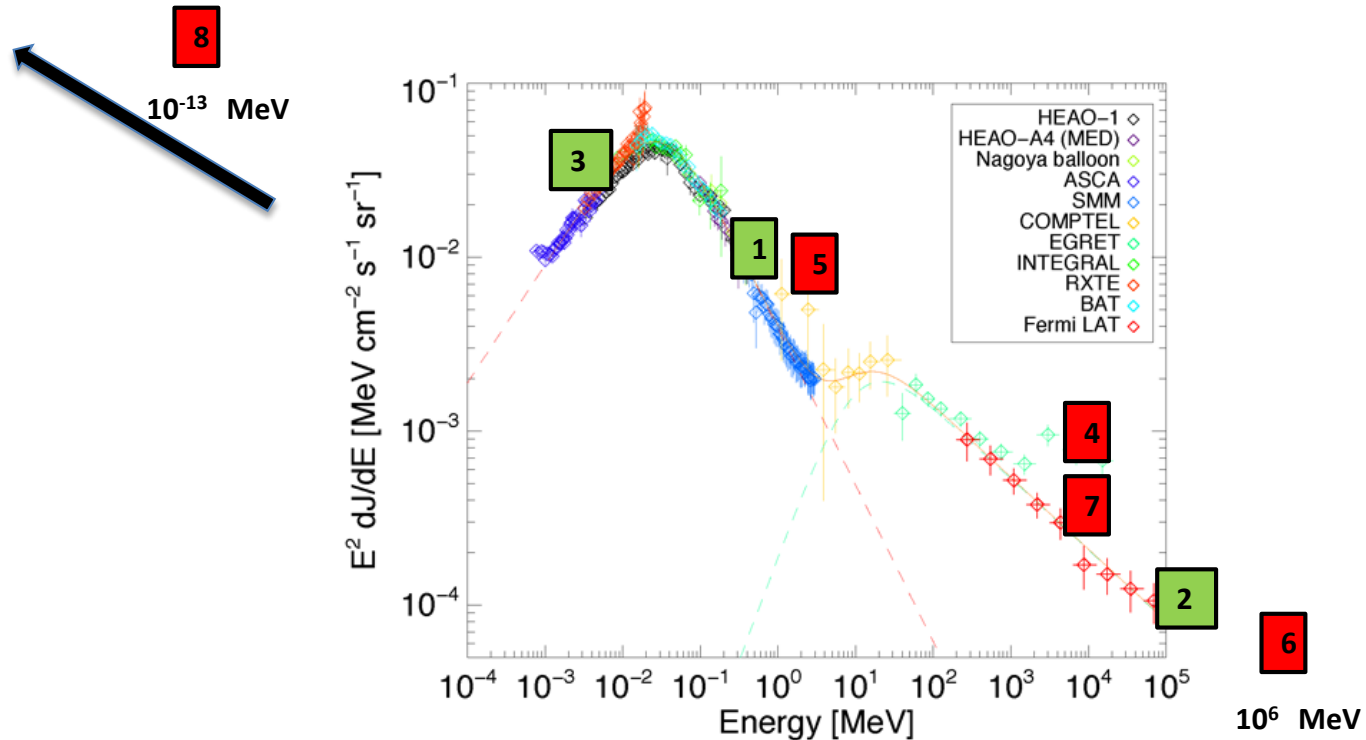 8
10-13 MeV
10-1
10-2
10-3
10-4
E2 dJ/dE [MeV cm-2 s-1 sr-1]
3
1
5
4
7
2
6
HEAO-1
HEAO-A4 (MED)
Nagoya balloon
ASCA
SMM
COMPTEL
EGRET
INTEGRAL
RXTE
BAT
Fermi LAT
10-4 10-3 10-2 10-1 100 101 102 103 104 105
Energy [MeV]
106 MeV